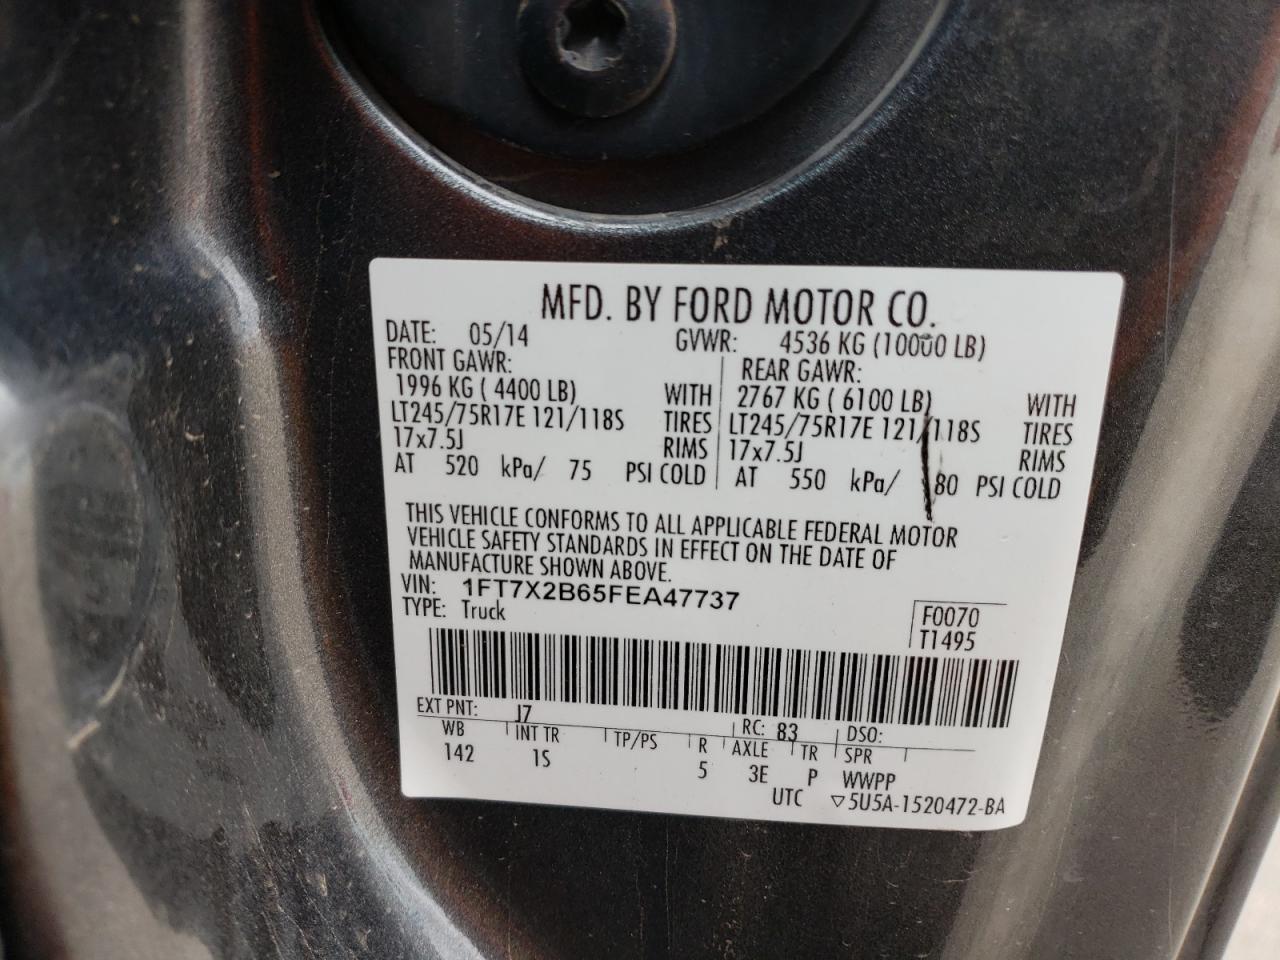 MFD. BY FORD MOTOR CO.
DATE: 05/14 GVWR: 4536 KG (10000 LB)
FRONT GAWR: REAR GAWR:
1996 KG ( 4400 LB) WITH 2767 KG ( 6100 LB) WITH
LT245/75R17E 121/118S TIRES LT245/75R17E 121/118S TIRES
17x7.5J RIMS 17x7.5J RIMS
AT 520 kPa/ 75 PSI COLD AT 550 kPa/ 80 PSI COLD
THIS VEHICLE CONFORMS TO ALL APPLICABLE FEDERAL MOTOR
VEHICLE SAFETY STANDARDS IN EFFECT ON THE DATE OF
MANUFACTURE SHOWN ABOVE.
VIN: 1FT7X2B65FEA47737
TYPE: Truck
F0070
T1495
EXT PNT: J7 RC: 83 DSO:
WB INT TR TP/PS R AXLE TR SPR
142 1S 5 3E P WWPP
UTC ▽5U5A-1520472-BA